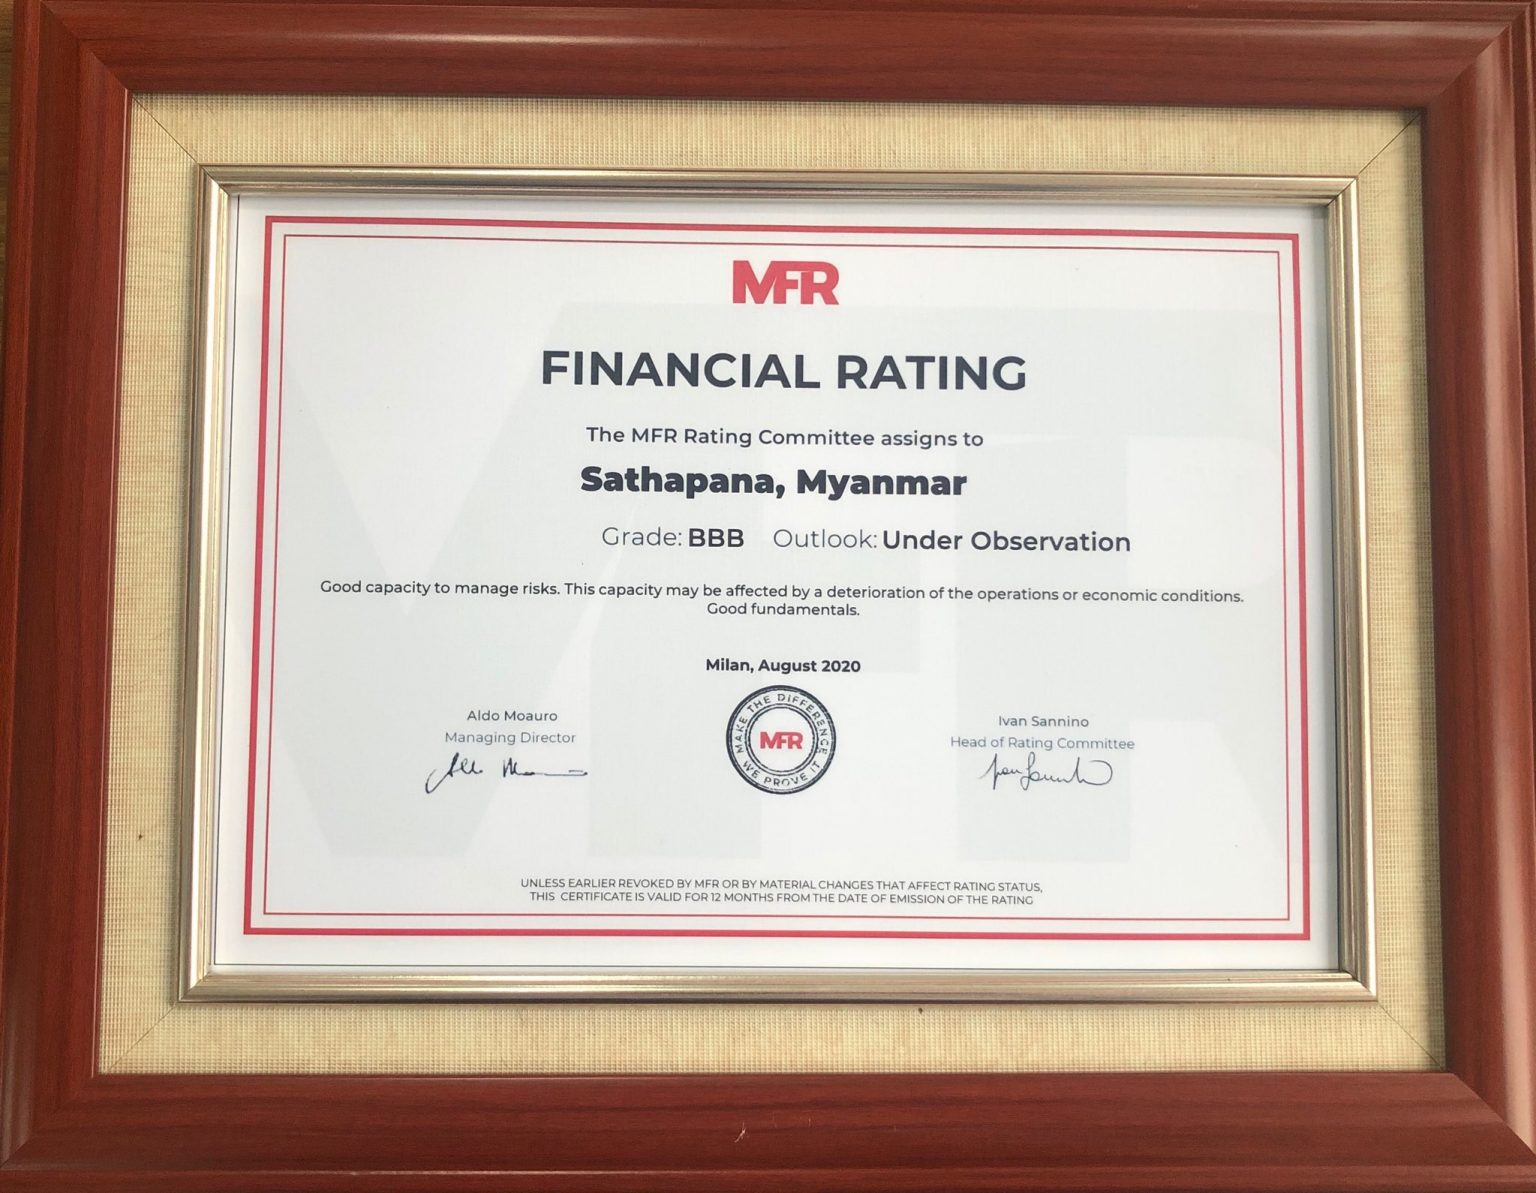 MFR
FINANCIAL RATING
The MFR Rating Committee assigns to
Sathapana, Myanmar
Grade: BBB Outlook: Under Observation
Good capacity to manage risks. This capacity may be affected by a deterioration of the operations or economic conditions.
Good fundamentals.
Milan, August 2020
Aldo Moauro
Managing Director
MAKE THE DIFFERENCE
MFR
WE PROVE IT
Ivan Sannino
Head of Rating Committee
UNLESS EARLIER REVOKED BY MFR OR BY MATERIAL CHANGES THAT AFFECT RATING STATUS,
THIS CERTIFICATE IS VALID FOR 12 MONTHS FROM THE DATE OF EMISSION OF THE RATING